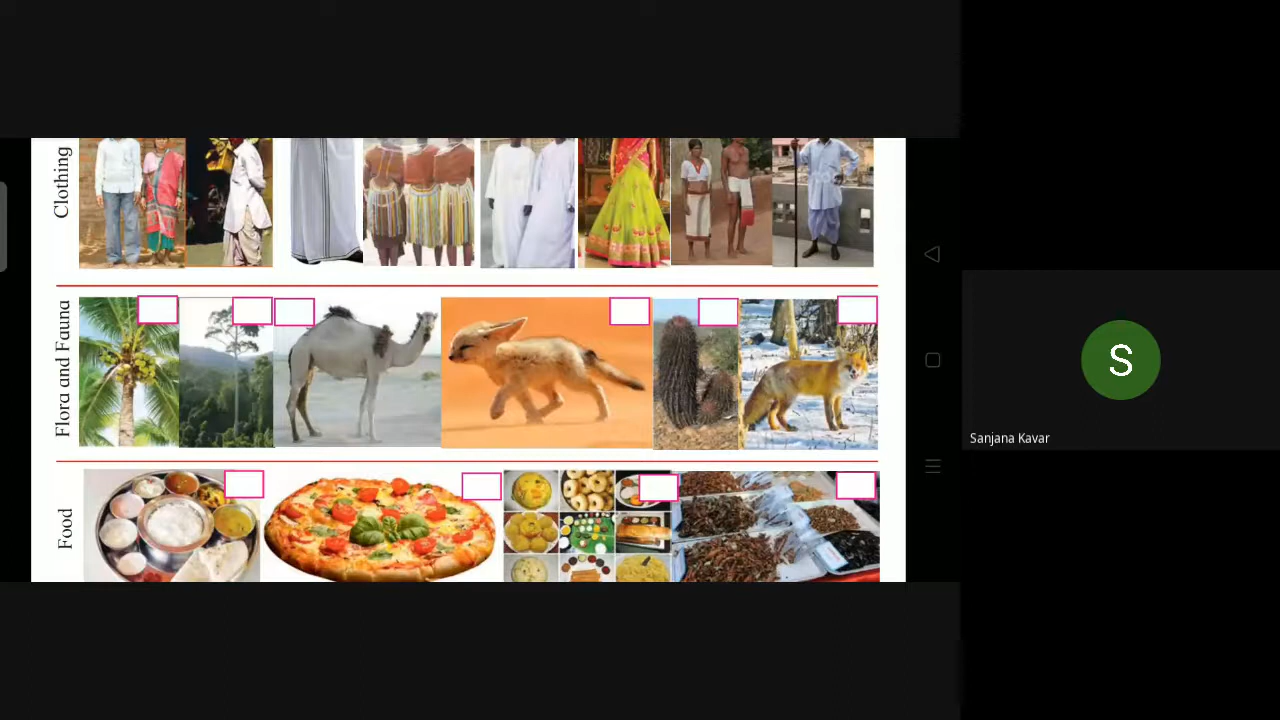 Clothing
Flora and Fauna
Food
S
Sanjana Kavar